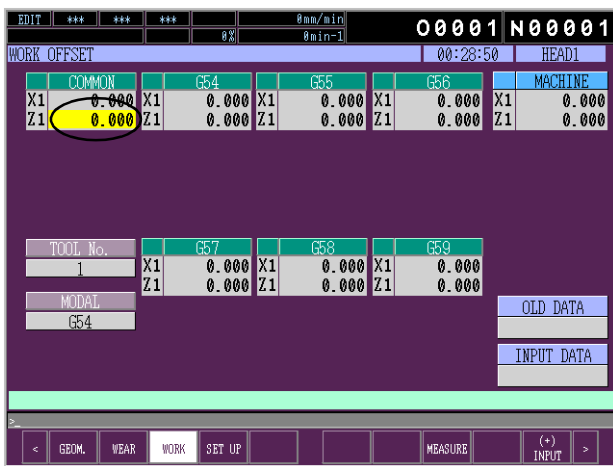 EDIT *** *** *** 0mm/min O0001 N00001
0% 0min-1
WORK OFFSET 00:28:50 HEAD1
COMMON G54 G55 G56 MACHINE
X1 0.000 X1 0.000 X1 0.000 X1 0.000 X1 0.000
Z1 0.000 Z1 0.000 Z1 0.000 Z1 0.000 Z1 0.000
TOOL No. G57 G58 G59
1 X1 0.000 X1 0.000 X1 0.000
Z1 0.000 Z1 0.000 Z1 0.000
MODAL
G54
OLD DATA
INPUT DATA
>_
< GEOM. WEAR WORK SET UP MEASURE (+) INPUT >